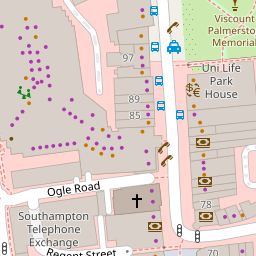 Viscount
Palmerston
Memorial
97
Uni Life
Park
House
89
85
Ogle Road
78
Southampton
Telephone
Exchange
70
Regent Street